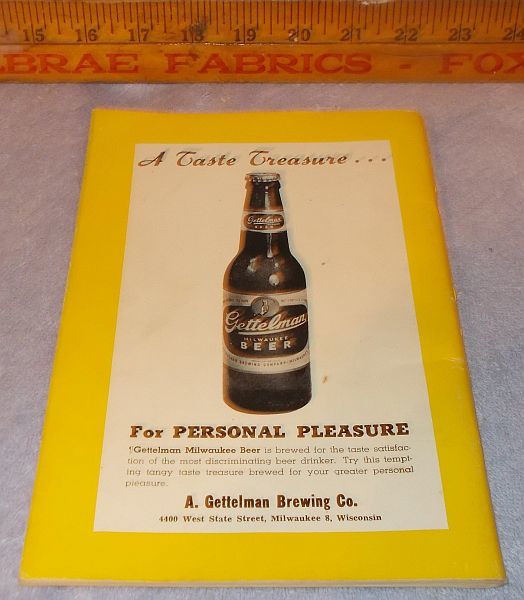 15 16 17 18 19 20 21 22 23 24
LBRAE FABRICS - FOX
A Taste Treasure...
Gettelman
BEER
Gettelman
MILWAUKEE
BEER
For PERSONAL PLEASURE
¶Gettelman Milwaukee Beer is brewed for the taste satisfac-
tion of the most discriminating beer drinker. Try this tempt-
ing tangy taste treasure brewed for your greater personal
pleasure.
A. Gettelman Brewing Co.
4400 West State Street, Milwaukee 8, Wisconsin